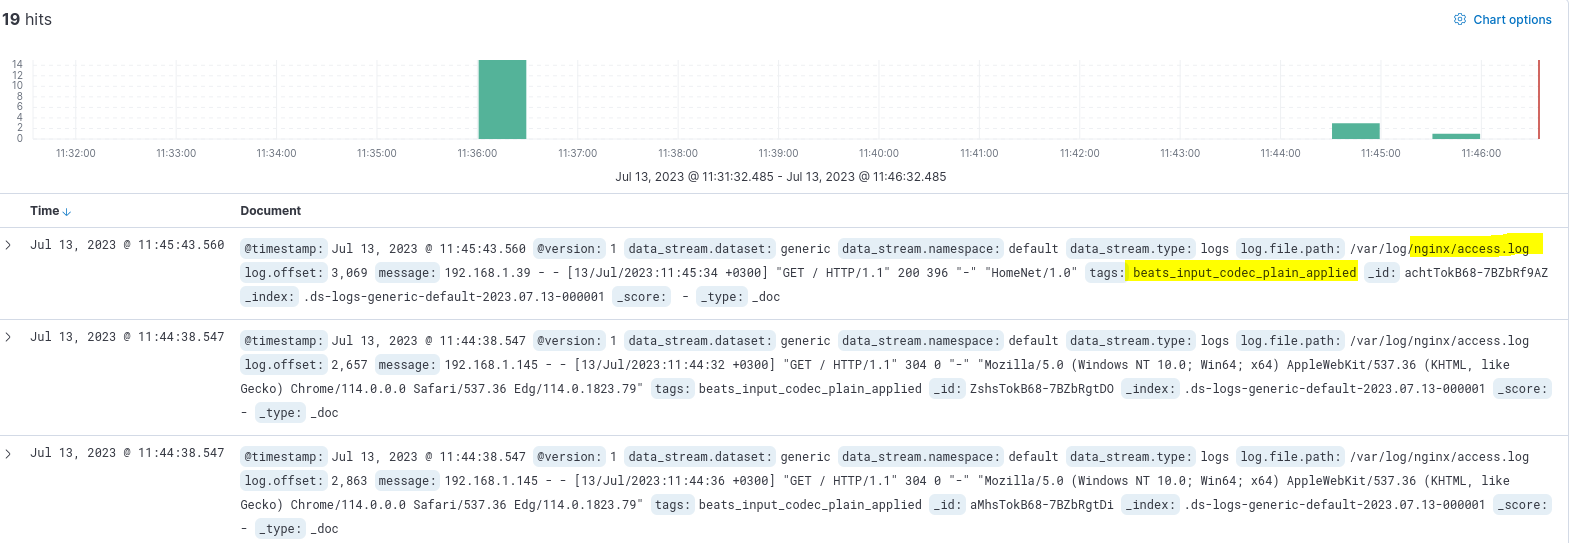 19 hits
Chart options
14
12
10
8
6
4
2
0
11:32:00 11:33:00 11:34:00 11:35:00 11:36:00 11:37:00 11:38:00 11:39:00 11:40:00 11:41:00 11:42:00 11:43:00 11:44:00 11:45:00 11:46:00
Jul 13, 2023 @ 11:31:32.485 - Jul 13, 2023 @ 11:46:32.485
Time Document
Jul 13, 2023 @ 11:45:43.560 @timestamp: Jul 13, 2023 @ 11:45:43.560 @version: 1 data_stream.dataset: generic data_stream.namespace: default data_stream.type: logs log.file.path: /var/log/nginx/access.log
log.offset: 3,069 message: 192.168.1.39 - - [13/Jul/2023:11:45:34 +0300] "GET / HTTP/1.1" 200 396 "-" "HomeNet/1.0" tags: beats_input_codec_plain_applied _id: achtTokB68-7BZbRf9AZ
_index: .ds-logs-generic-default-2023.07.13-000001 _score: - _type: _doc
Jul 13, 2023 @ 11:44:38.547 @timestamp: Jul 13, 2023 @ 11:44:38.547 @version: 1 data_stream.dataset: generic data_stream.namespace: default data_stream.type: logs log.file.path: /var/log/nginx/access.log
log.offset: 2,657 message: 192.168.1.145 - - [13/Jul/2023:11:44:32 +0300] "GET / HTTP/1.1" 304 0 "-" "Mozilla/5.0 (Windows NT 10.0; Win64; x64) AppleWebKit/537.36 (KHTML, like
Gecko) Chrome/114.0.0.0 Safari/537.36 Edg/114.0.1823.79" tags: beats_input_codec_plain_applied _id: ZshsTokB68-7BZbRgtDO _index: .ds-logs-generic-default-2023.07.13-000001 _score:
- _type: _doc
Jul 13, 2023 @ 11:44:38.547 @timestamp: Jul 13, 2023 @ 11:44:38.547 @version: 1 data_stream.dataset: generic data_stream.namespace: default data_stream.type: logs log.file.path: /var/log/nginx/access.log
log.offset: 2,863 message: 192.168.1.145 - - [13/Jul/2023:11:44:36 +0300] "GET / HTTP/1.1" 304 0 "-" "Mozilla/5.0 (Windows NT 10.0; Win64; x64) AppleWebKit/537.36 (KHTML, like
Gecko) Chrome/114.0.0.0 Safari/537.36 Edg/114.0.1823.79" tags: beats_input_codec_plain_applied _id: aMhsTokB68-7BZbRgtDi _index: .ds-logs-generic-default-2023.07.13-000001 _score:
- _type: _doc